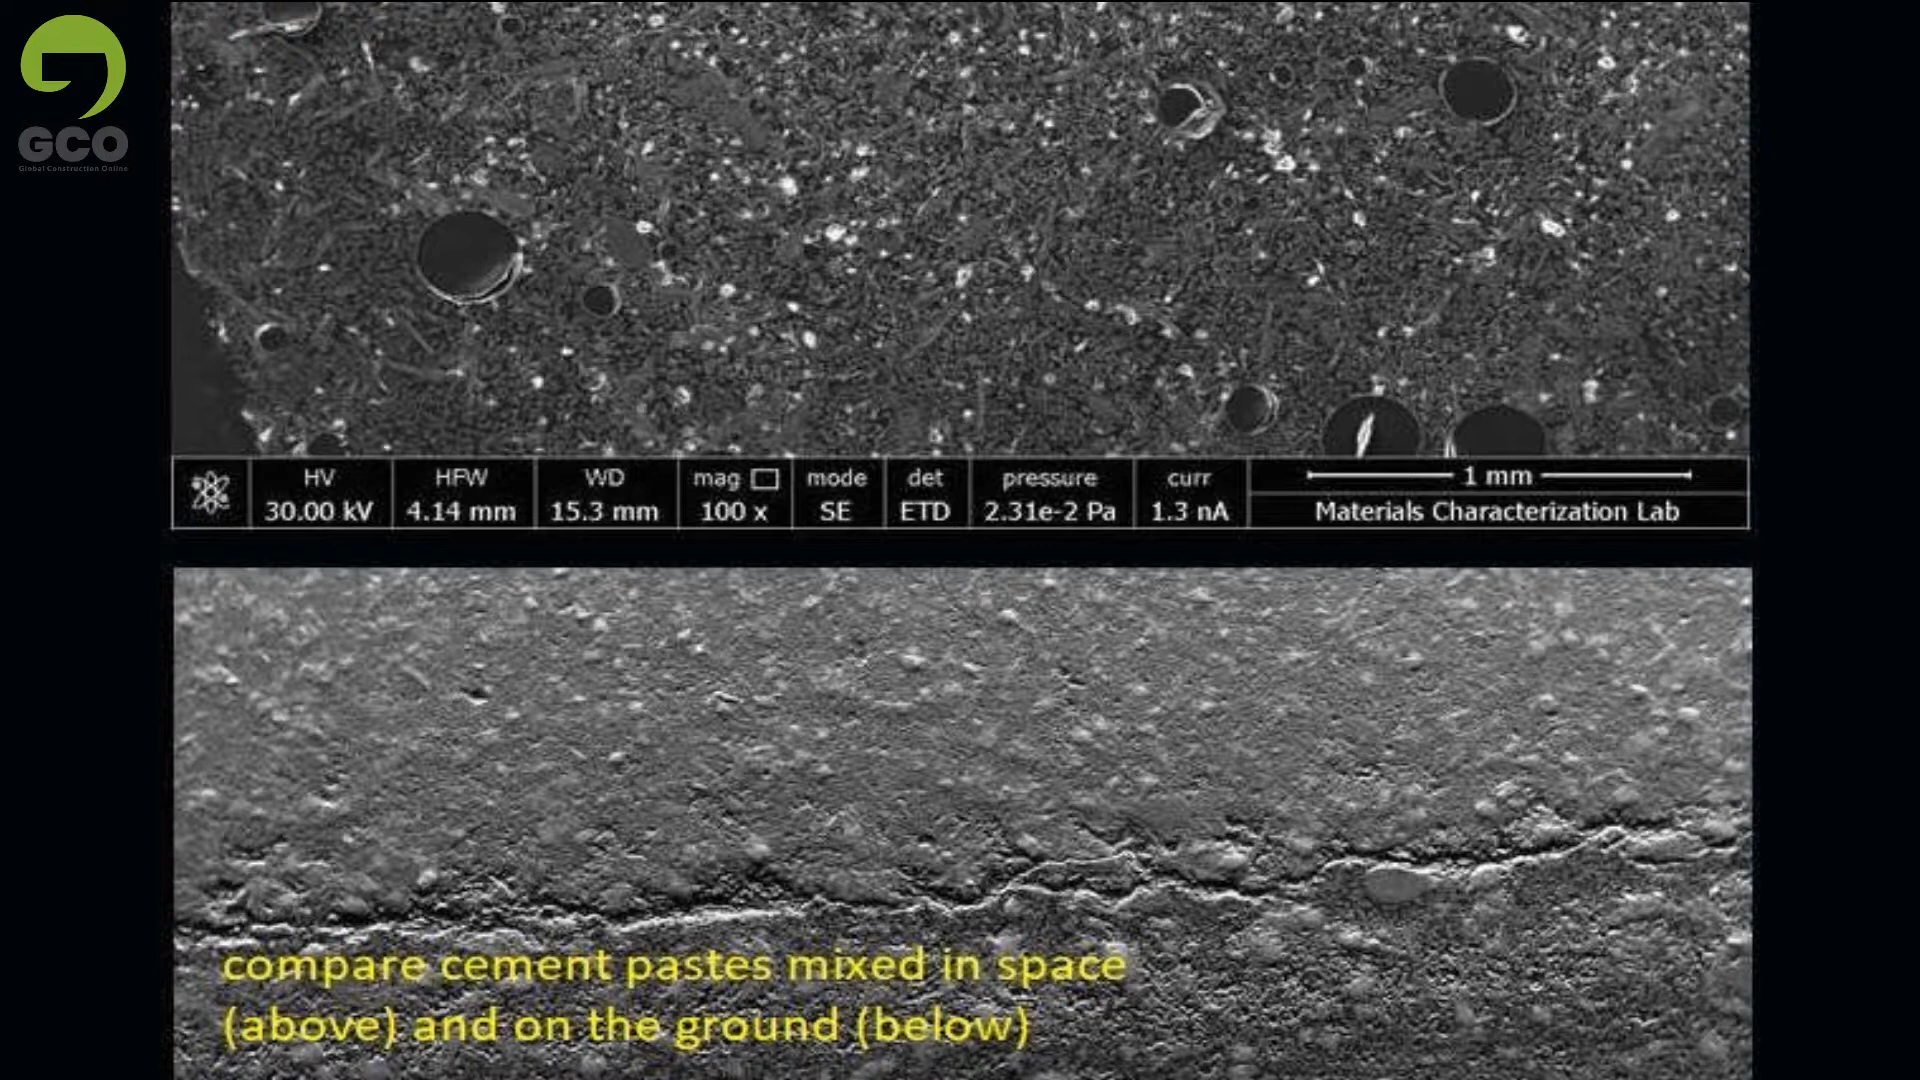 GCO
Global Construction Online
HV HFW WD mag mode det pressure curr 1 mm
30.00 kV 4.14 mm 15.3 mm 100 x SE ETD 2.31e-2 Pa 1.3 nA Materials Characterization Lab
compare cement pastes mixed in space
(above) and on the ground (below)